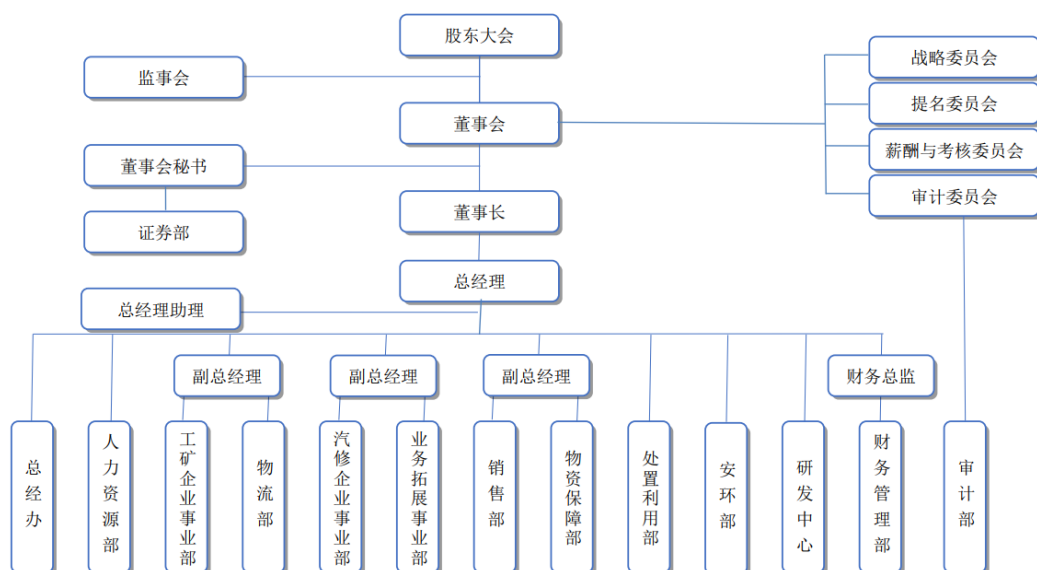 股东大会
监事会
战略委员会
提名委员会
董事会
薪酬与考核委员会
董事会秘书
审计委员会
董事长
证券部
总经理
总经理助理
副总经理
副总经理
副总经理
财务总监
总经办
人力资源部
工矿企业事业部
物流部
汽修企业事业部
业务拓展事业部
销售部
物资保障部
处置利用部
安环部
研发中心
财务管理部
审计部